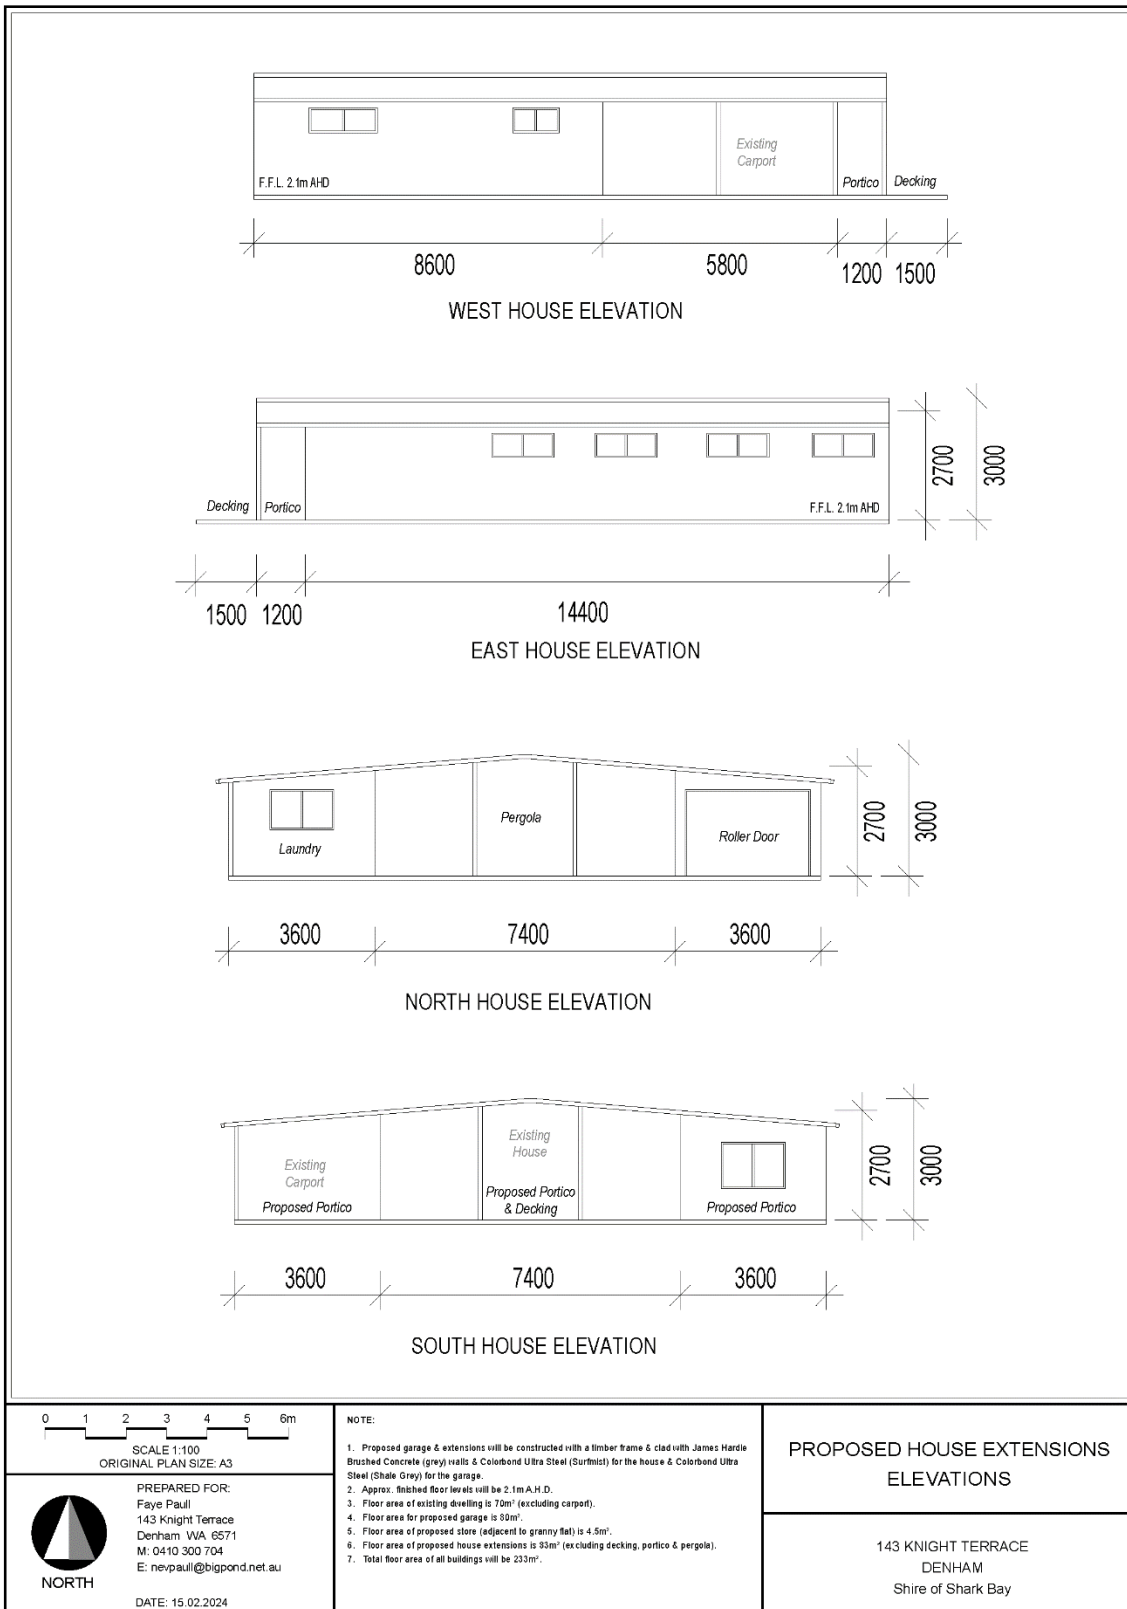 Existing
Carport
F.F.L. 2.1m AHD
Portico
Decking
8600
5800
1200
1500
WEST HOUSE ELEVATION
2700
3000
Decking
Portico
F.F.L. 2.1m AHD
1500
1200
14400
EAST HOUSE ELEVATION
Pergola
Laundry
Roller Door
2700
3000
3600
7400
3600
NORTH HOUSE ELEVATION
Existing
House
Existing
Carport
Proposed Portico
Proposed Portico
& Decking
Proposed Portico
2700
3000
3600
7400
3600
SOUTH HOUSE ELEVATION
0 1 2 3 4 5 6m
SCALE 1:100
ORIGINAL PLAN SIZE: A3
NORTH
PREPARED FOR:
Faye Paull
143 Knight Terrace
Denham WA 6571
M: 0410 300 704
E: nevpaull@bigpond.net.au
DATE: 15.02.2024
NOTE:
1. Proposed garage & extensions will be constructed with a timber frame & clad with James Hardie
Brushed Concrete (grey) walls & Colorbond Ultra Steel (Surfmist) for the house & Colorbond Ultra
Steel (Shale Grey) for the garage.
2. Approx. finished floor levels will be 2.1m A.H.D.
3. Floor area of existing dwelling is 70m² (excluding carport).
4. Floor area for proposed garage is 80m².
5. Floor area of proposed store (adjacent to granny flat) is 4.5m².
6. Floor area of proposed house extensions is 83m² (excluding decking, portico & pergola).
7. Total floor area of all buildings will be 233m².
PROPOSED HOUSE EXTENSIONS
ELEVATIONS
143 KNIGHT TERRACE
DENHAM
Shire of Shark Bay